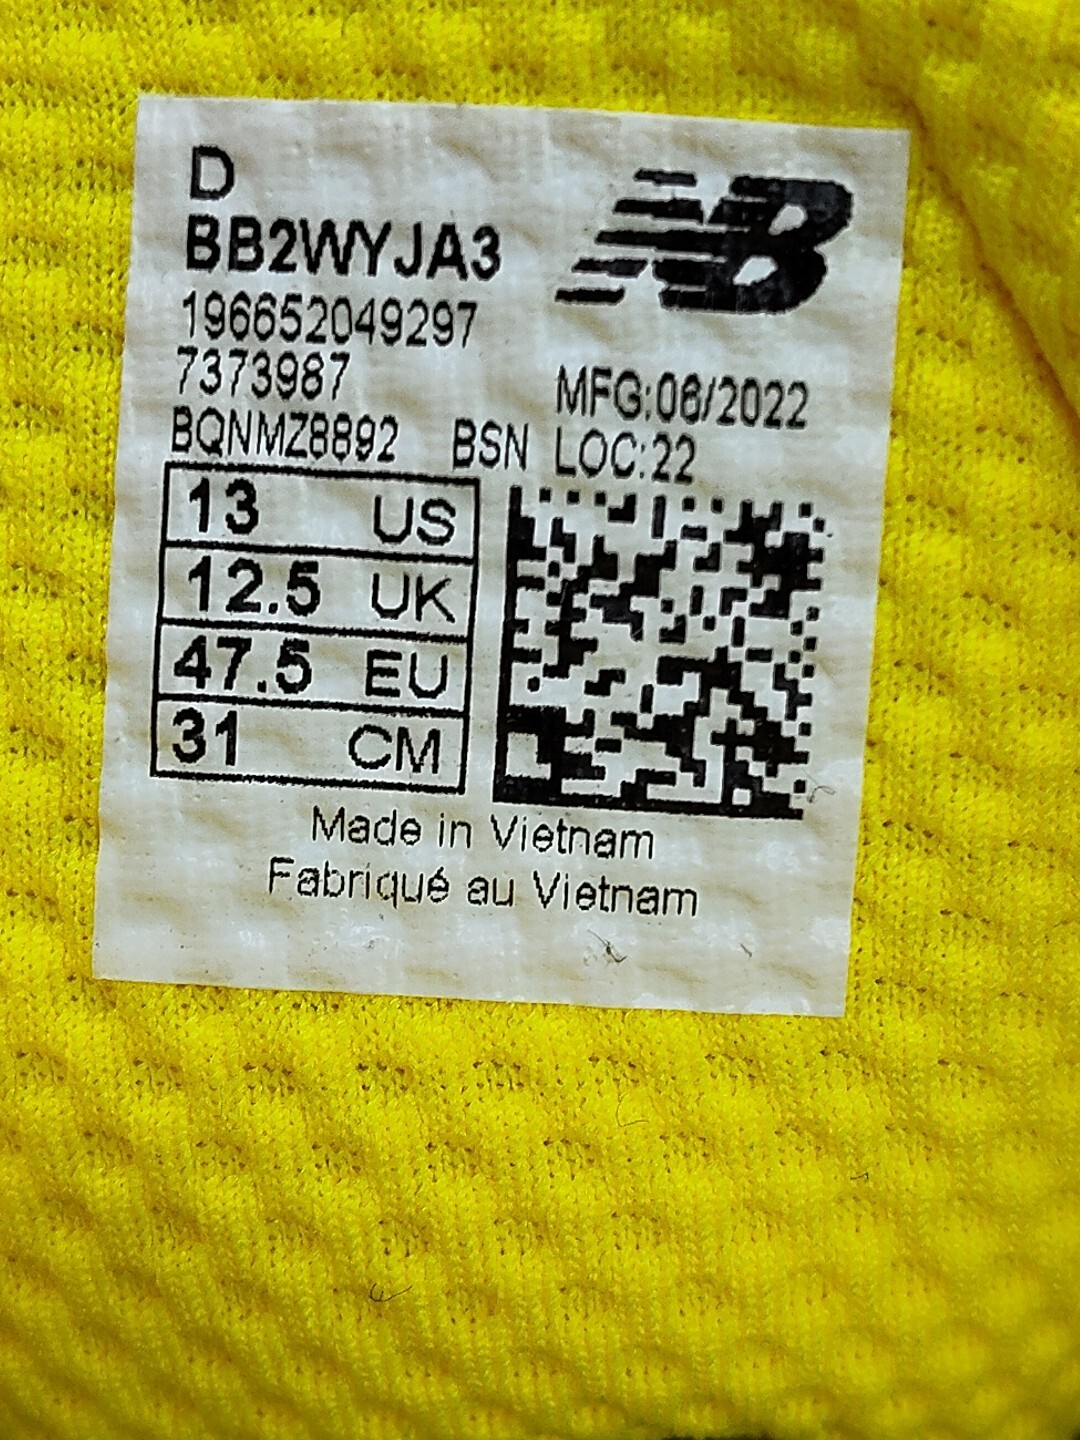 D
BB2WYJA3
196652049297
7373987
BQNMZ8892 BSN
NB
MFG:06/2022
LOC:22
13 US
12.5 UK
47.5 EU
31 CM
Made in Vietnam
Fabriqué au Vietnam